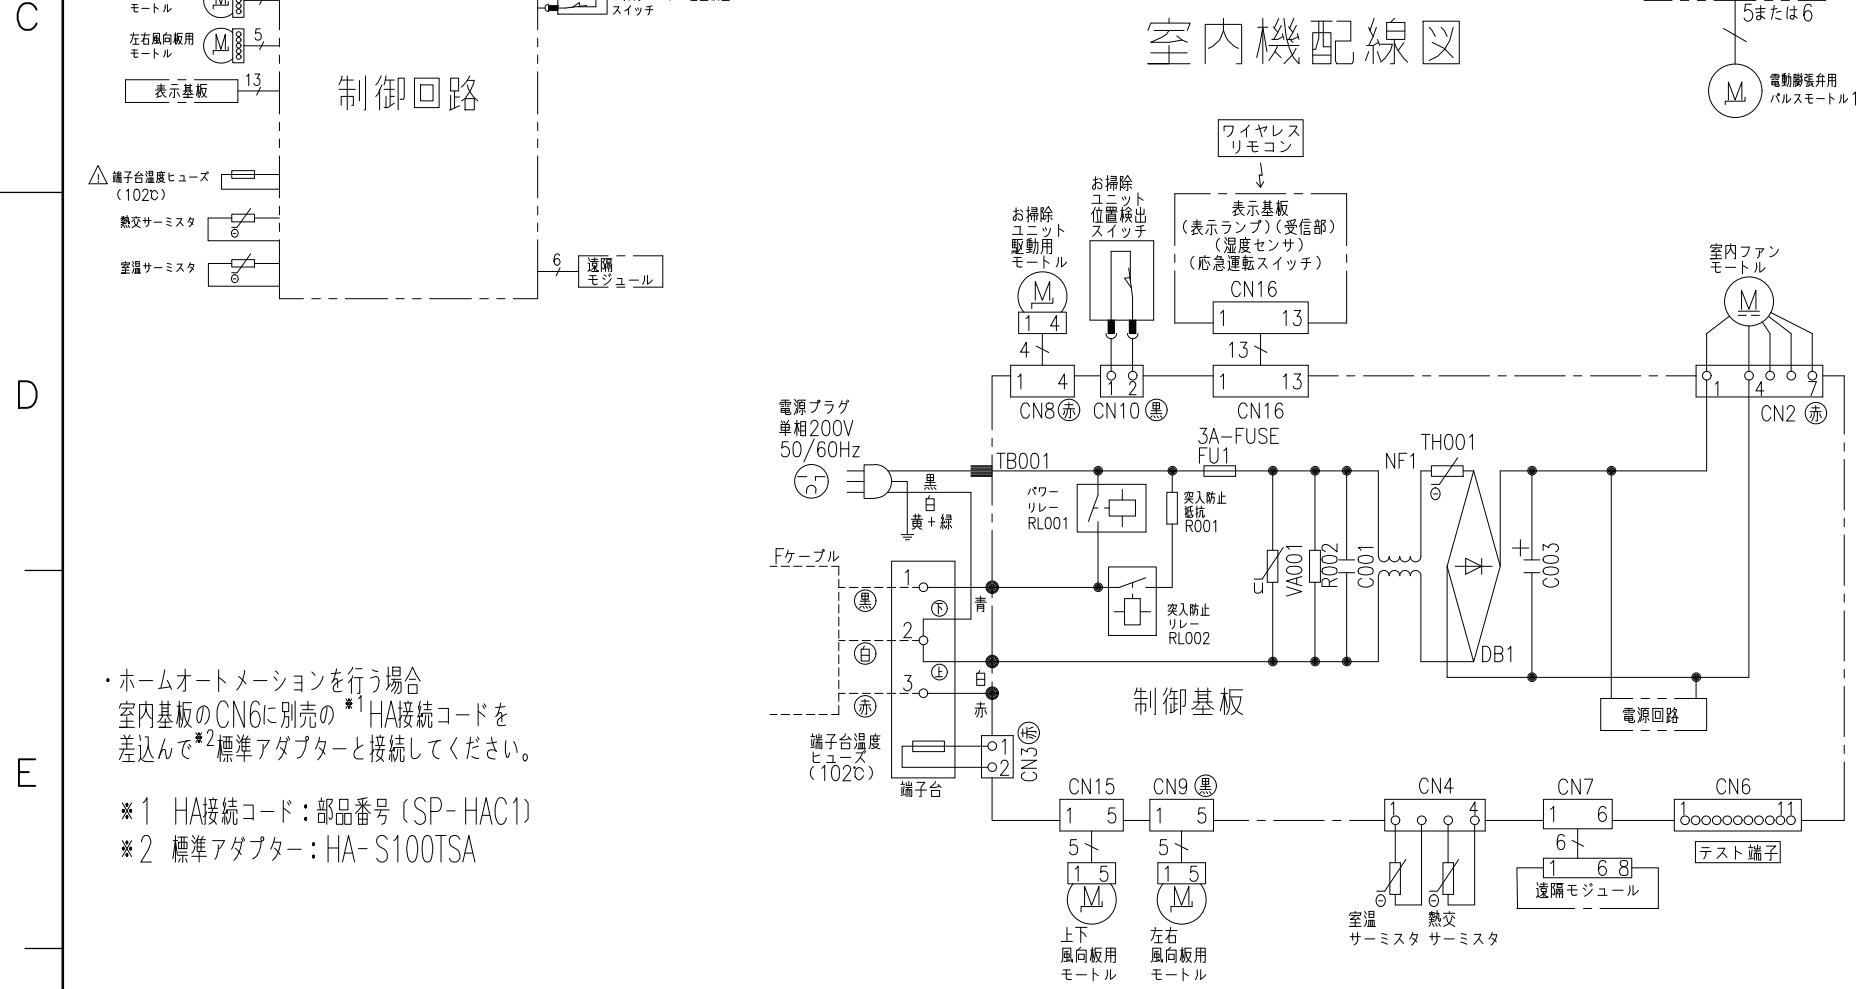 C
モートル
M
左右風向板用
モートル
M
5
表示基板
13
制御回路
スイッチ
端子台温度ヒューズ
(102℃)
熱交サーミスタ
室温サーミスタ
6
遠隔
モジュール
室内機配線図
5または6
M
電動膨張弁用
パルスモートル1
D
ワイヤレス
リモコン
お掃除
ユニット
駆動用
モートル
M
1 4
4
1 4
CN8 赤
お掃除
ユニット
位置検出
スイッチ
1 2
CN10 黒
表示基板
(表示ランプ)(受信部)
(湿度センサ)
(応急運転スイッチ)
CN16
1 13
13
1 13
CN16
室内ファン
モートル
M
1 4 7
CN2 赤
電源プラグ
単相200V
50/60Hz
黒
白
黄+緑
TB001
パワー
リレー
RL001
突入防止
抵抗
R001
3A-FUSE
FU1
NF1
TH001
u
VA001
R002
C001
C003
DB1
突入防止
リレー
RL002
Fケーブル
黒
白
赤
1
2
3
下
上
青
白
赤
制御基板
電源回路
端子台温度
ヒューズ
(102℃)
端子台
1
2
CN3 赤
E
・ホームオートメーションを行う場合
室内基板のCN6に別売の※1HA接続コードを
差込んで※2標準アダプターと接続してください。
※1 HA接続コード:部品番号(SP-HAC1)
※2 標準アダプター:HA-S100TSA
CN15
1 5
5
1 5
M
上下
風向板用
モートル
CN9 黒
1 5
5
1 5
M
左右
風向板用
モートル
CN4
1 4
室温
サーミスタ
熱交
サーミスタ
CN7
1 6
6
1 6 8
遠隔モジュール
CN6
1 11
テスト端子